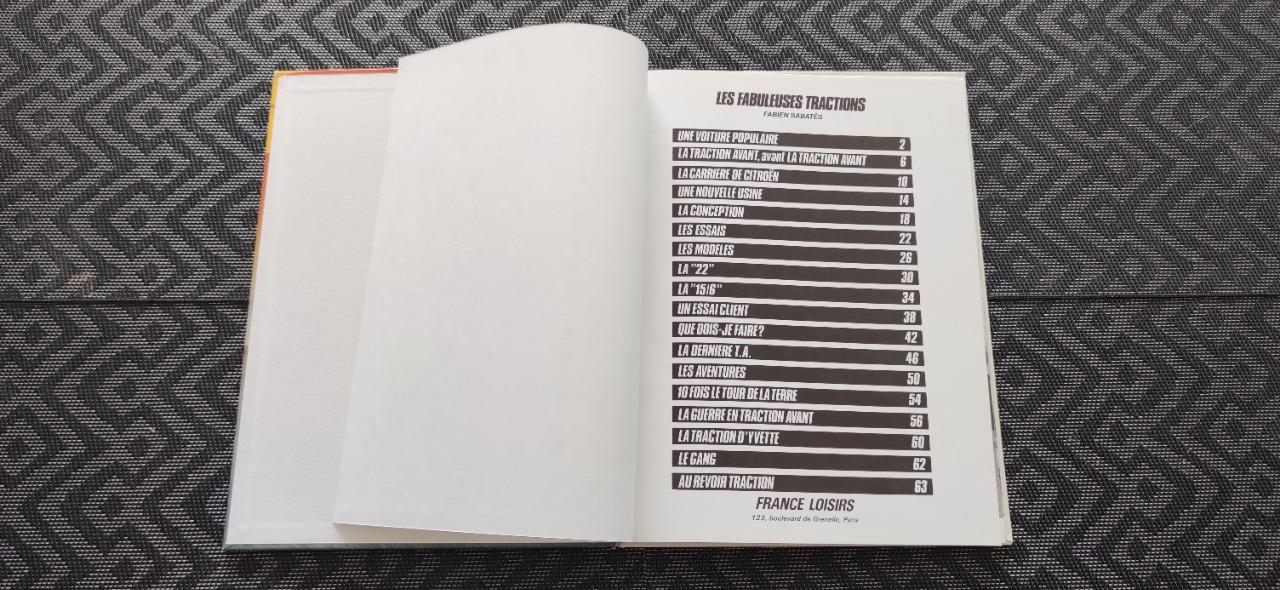 LES FABULEUSES TRACTIONS
FABIEN SABATÈS
UNE VOITURE POPULAIRE 2
LA TRACTION AVANT, avant LA TRACTION AVANT 6
LA CARRIERE DE CITROËN 10
UNE NOUVELLE USINE 14
LA CONCEPTION 18
LES ESSAIS 22
LES MODELES 26
LA "22" 30
LA "15/6" 34
UN ESSAI CLIENT 38
QUE DOIS-JE FAIRE? 42
LA DERNIERE T.A. 46
LES AVENTURES 50
10 FOIS LE TOUR DE LA TERRE 54
LA GUERRE EN TRACTION AVANT 56
LA TRACTION D'YVETTE 60
LE GANG 62
AU REVOIR TRACTION 63
FRANCE LOISIRS
123, boulevard de Grenelle, Paris